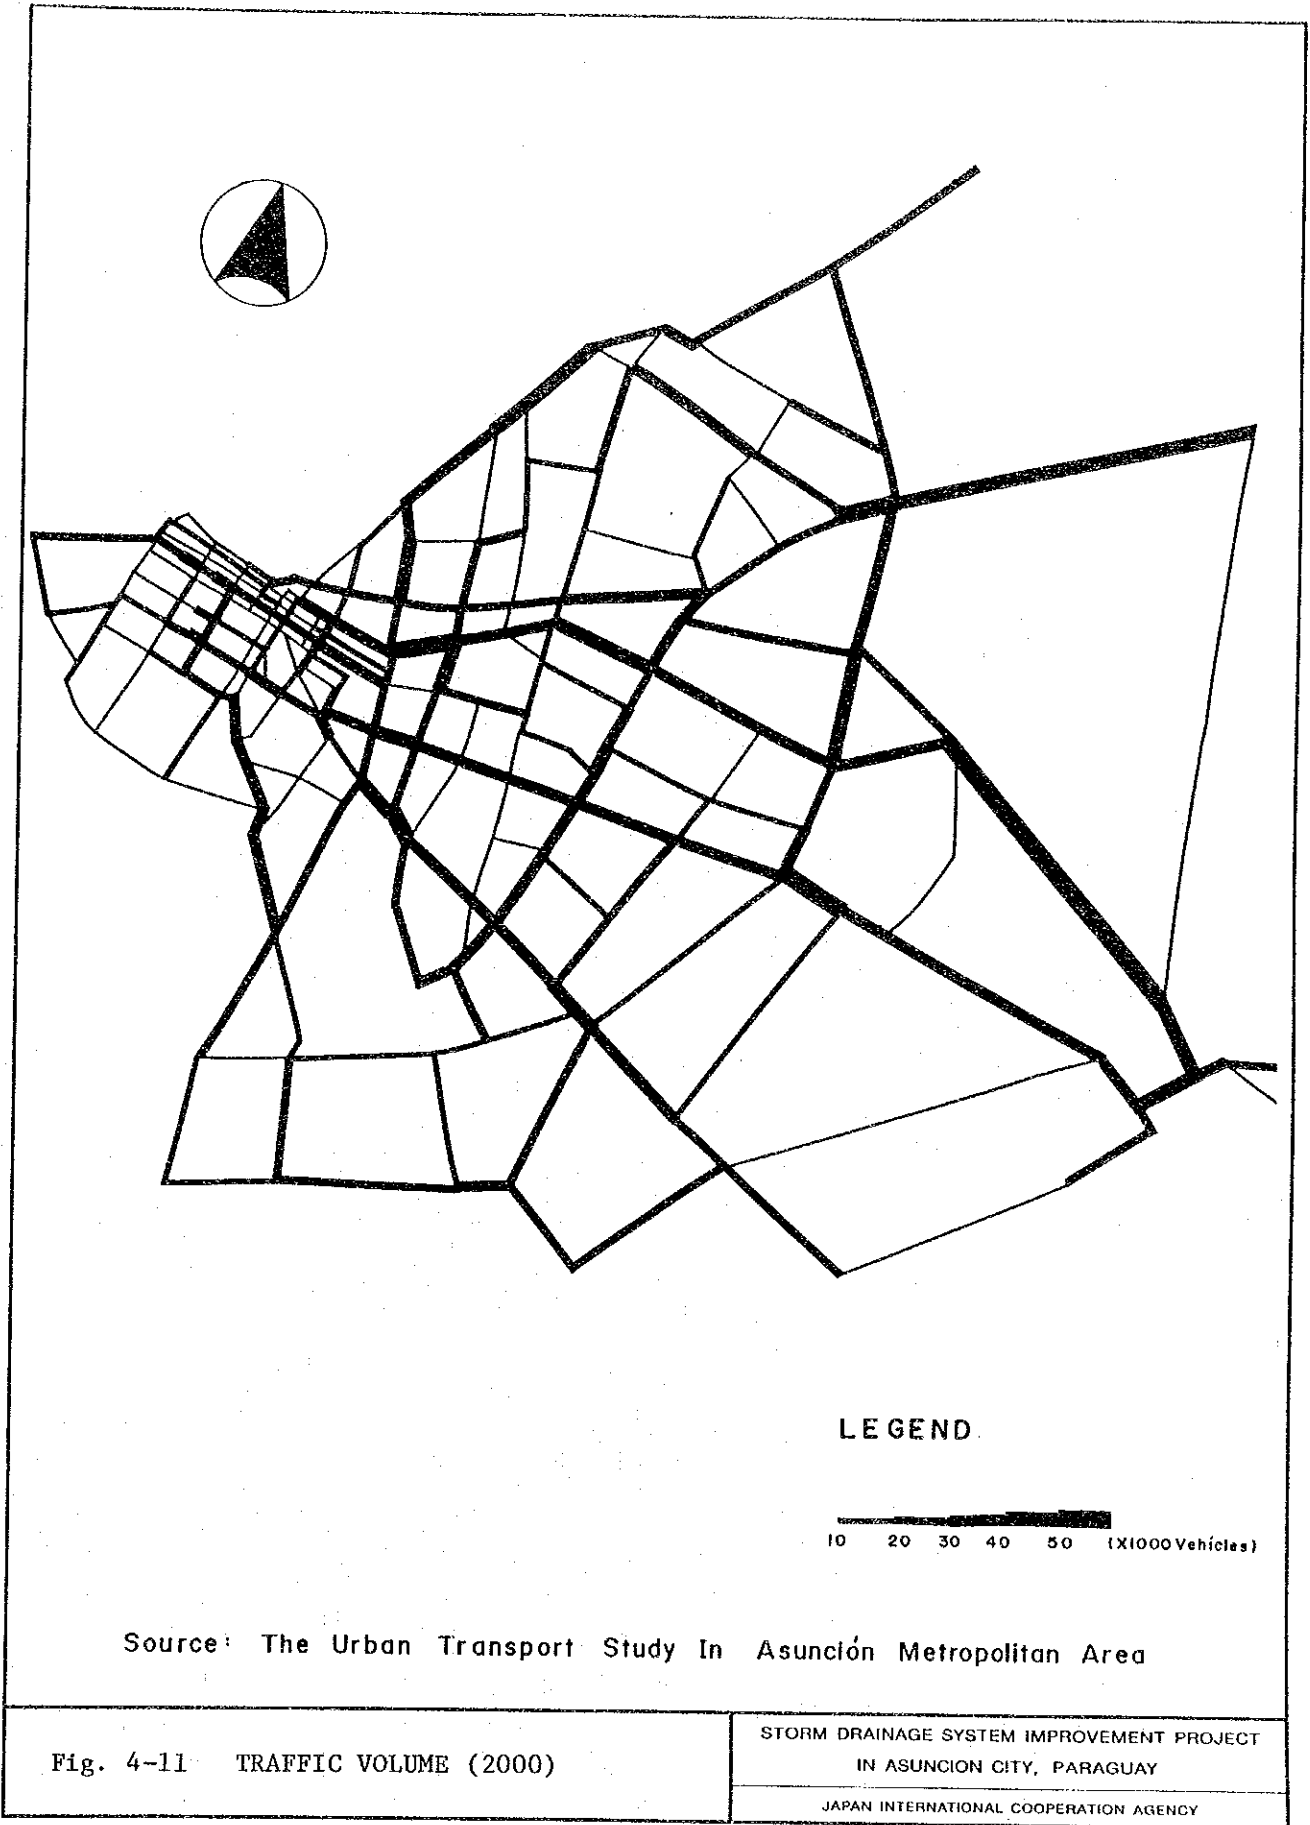 LEGEND
10 20 30 40 50 (X1000 Vehícles)
Source: The Urban Transport Study In Asunción Metropolitan Area
Fig. 4-11 TRAFFIC VOLUME (2000)
STORM DRAINAGE SYSTEM IMPROVEMENT PROJECT
IN ASUNCION CITY, PARAGUAY
JAPAN INTERNATIONAL COOPERATION AGENCY